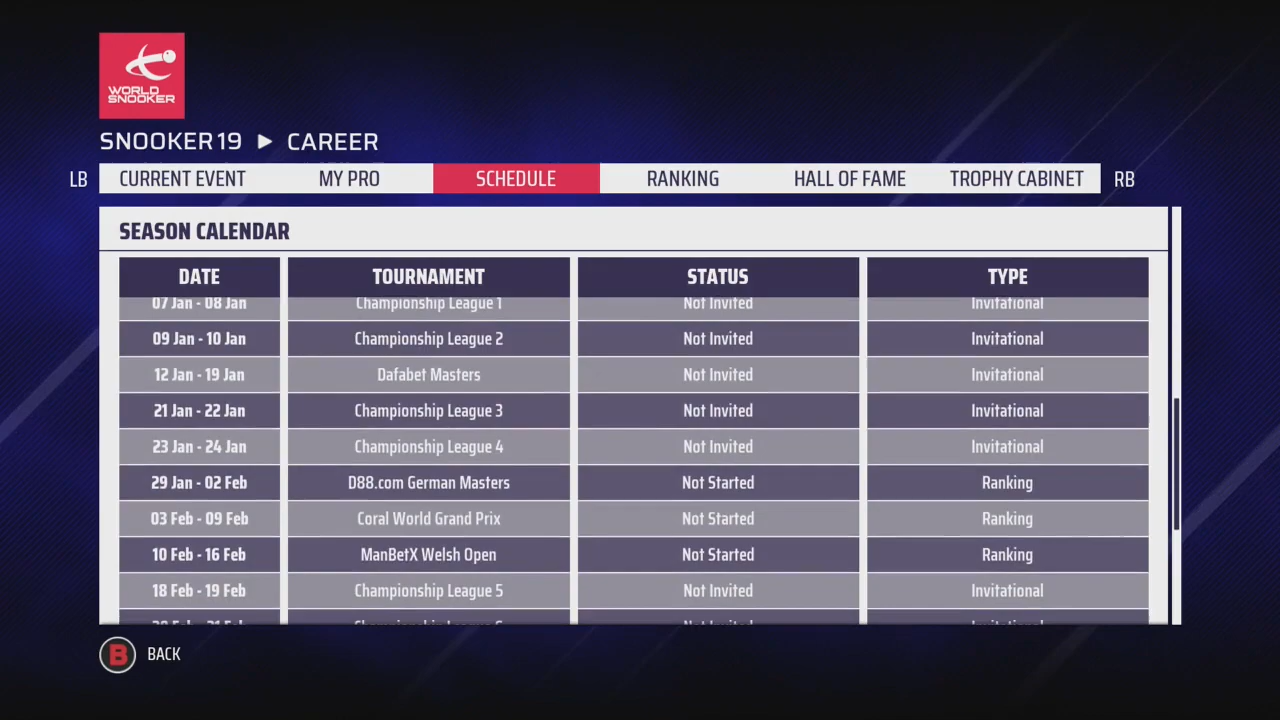 WORLD
SNOOKER
SNOOKER 19 ► CAREER
LB CURRENT EVENT MY PRO SCHEDULE RANKING HALL OF FAME TROPHY CABINET RB
SEASON CALENDAR
DATE TOURNAMENT STATUS TYPE
07 Jan - 08 Jan Championship League 1 Not Invited Invitational
09 Jan - 10 Jan Championship League 2 Not Invited Invitational
12 Jan - 19 Jan Dafabet Masters Not Invited Invitational
21 Jan - 22 Jan Championship League 3 Not Invited Invitational
23 Jan - 24 Jan Championship League 4 Not Invited Invitational
29 Jan - 02 Feb D88.com German Masters Not Started Ranking
03 Feb - 09 Feb Coral World Grand Prix Not Started Ranking
10 Feb - 16 Feb ManBetX Welsh Open Not Started Ranking
18 Feb - 19 Feb Championship League 5 Not Invited Invitational
B BACK